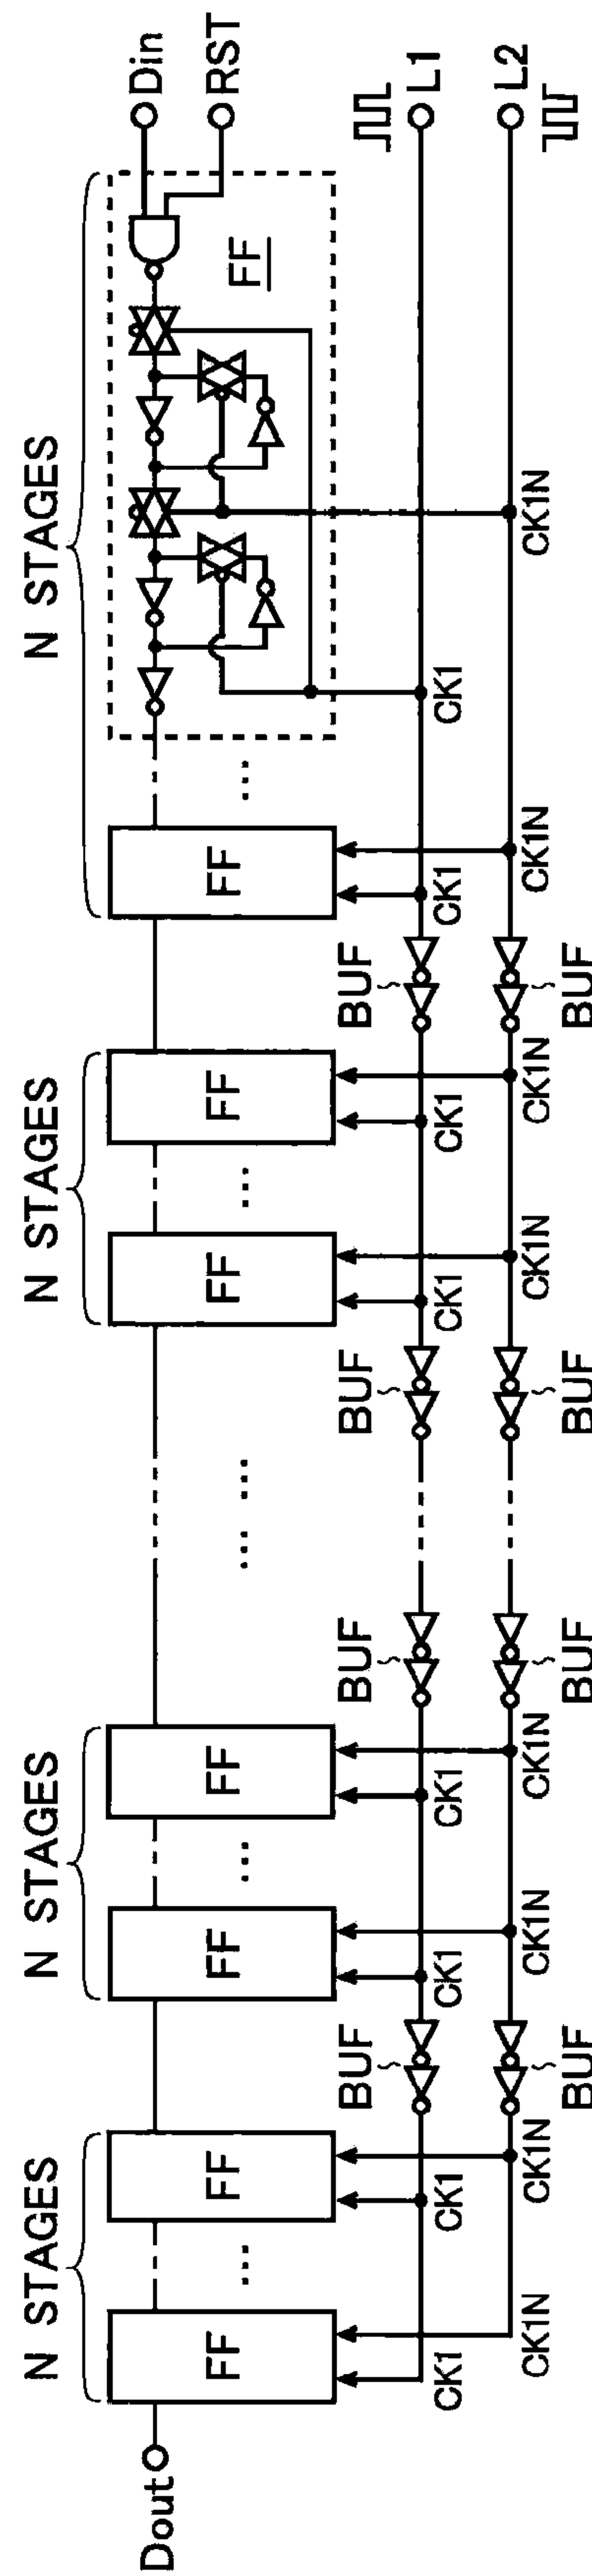 N STAGES
N STAGES
N STAGES
N STAGES
Dout
Din
RST
FF
FF
FF
FF
FF
FF
FF
FF
BUF
BUF
BUF
BUF
L1
CK1
CK1
CK1
CK1
CK1
CK1
CK1
CK1
L2
CK1N
CK1N
CK1N
CK1N
CK1N
CK1N
CK1N
CK1N
BUF
BUF
BUF
BUF